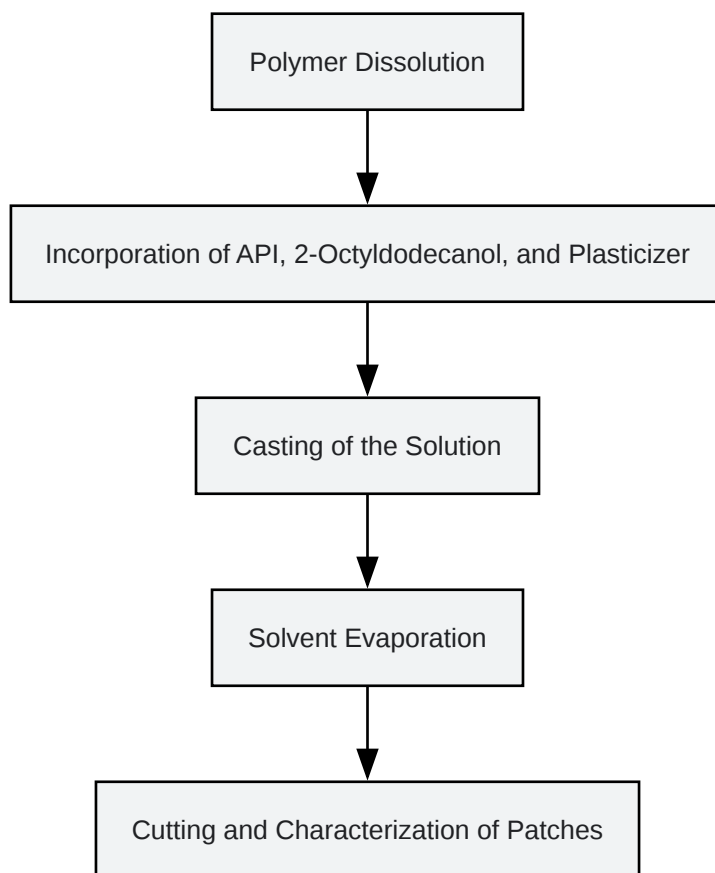 Polymer Dissolution
Incorporation of API, 2-Octyldodecanol, and Plasticizer
Casting of the Solution
Solvent Evaporation
Cutting and Characterization of Patches